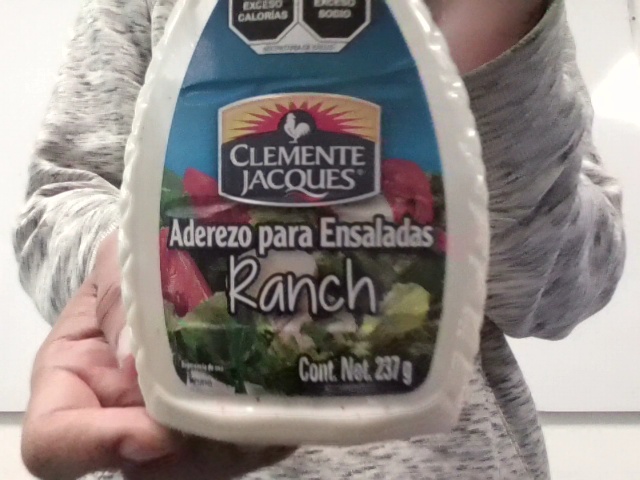 EXCESO CALORÍAS
EXCESO SODIO
SECRETARÍA DE SALUD
CLEMENTE
JACQUES®
Aderezo para Ensaladas
Ranch
Cont. Net. 237 g